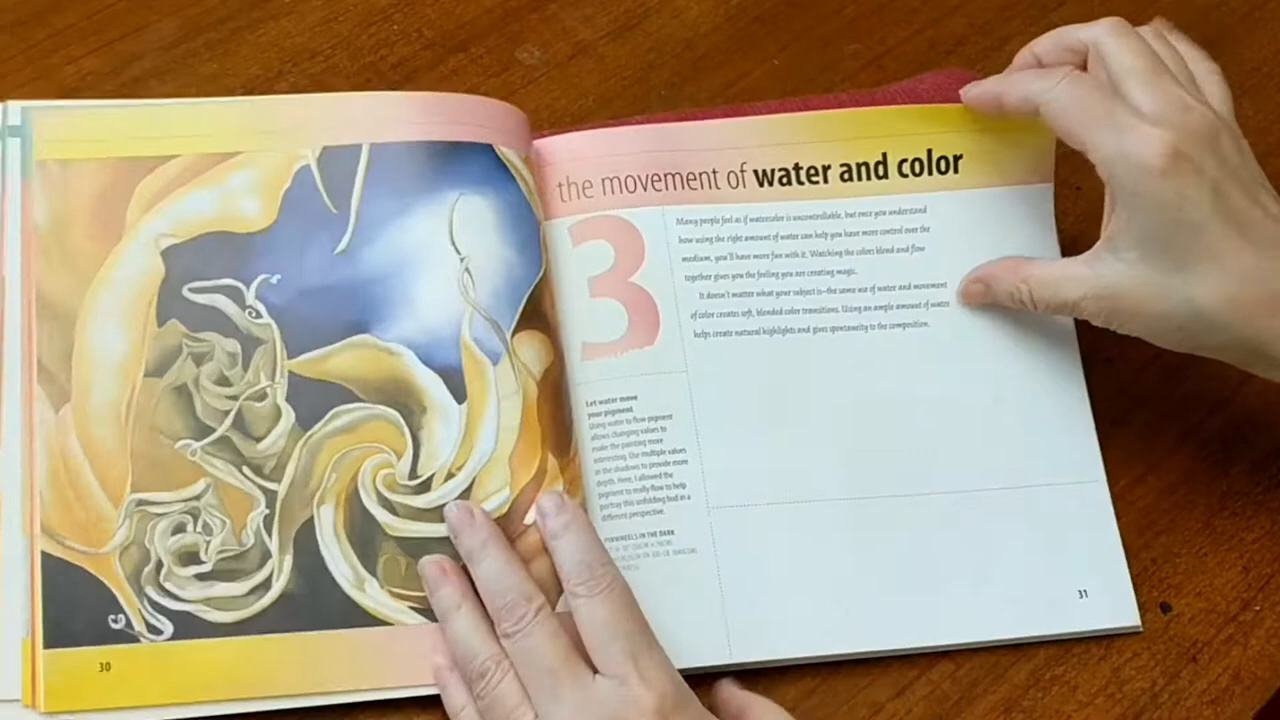 the movement of water and color
3
Many people feel as if watercolor is uncontrollable, but once you understand
how using the right amount of water can help you have more control over the
medium, you'll have more fun with it. Watching the colors blend and flow
together gives you the feeling you are creating magic.
It doesn't matter what your subject is—the same use of water and movement
of color creates soft, blended color transitions. Using an ample amount of water
helps create natural highlights and gives spontaneity to the composition.
Let water move
your pigment
Using water to flow pigment
allows changing values to
make the painting more
interesting. Use multiple values
in the shadows to provide more
depth. Here, I allowed the
pigment to really flow to help
portray this unfolding bud in a
different perspective.
PINWHEELS IN THE DARK
30
31